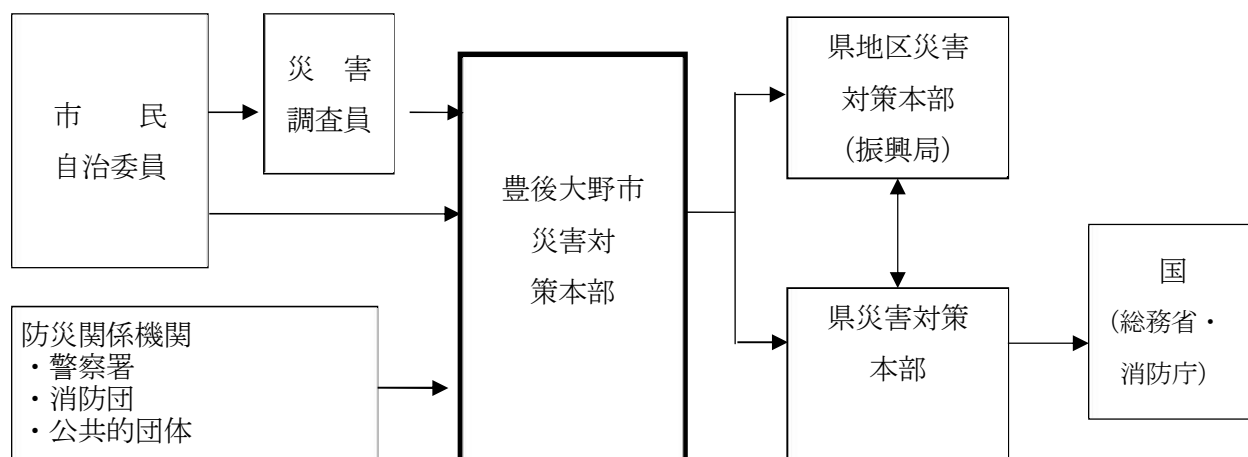 市　　民
自治委員
災　害
調査員
防災関係機関
・警察署
・消防団
・公共的団体
豊後大野市
災害対
策本部
県地区災害
対策本部
（振興局）
県災害対策
本部
国
（総務省・
消防庁）